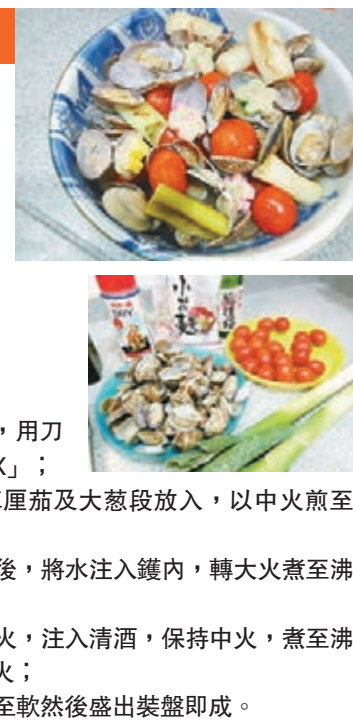 ，用刀
X」；
厘茄及大葱段放入，以中火煎至
後，將水注入鑊內，轉大火煮至沸
火，注入清酒，保持中火，煮至沸
火；
至軟然後盛出裝盤即成。